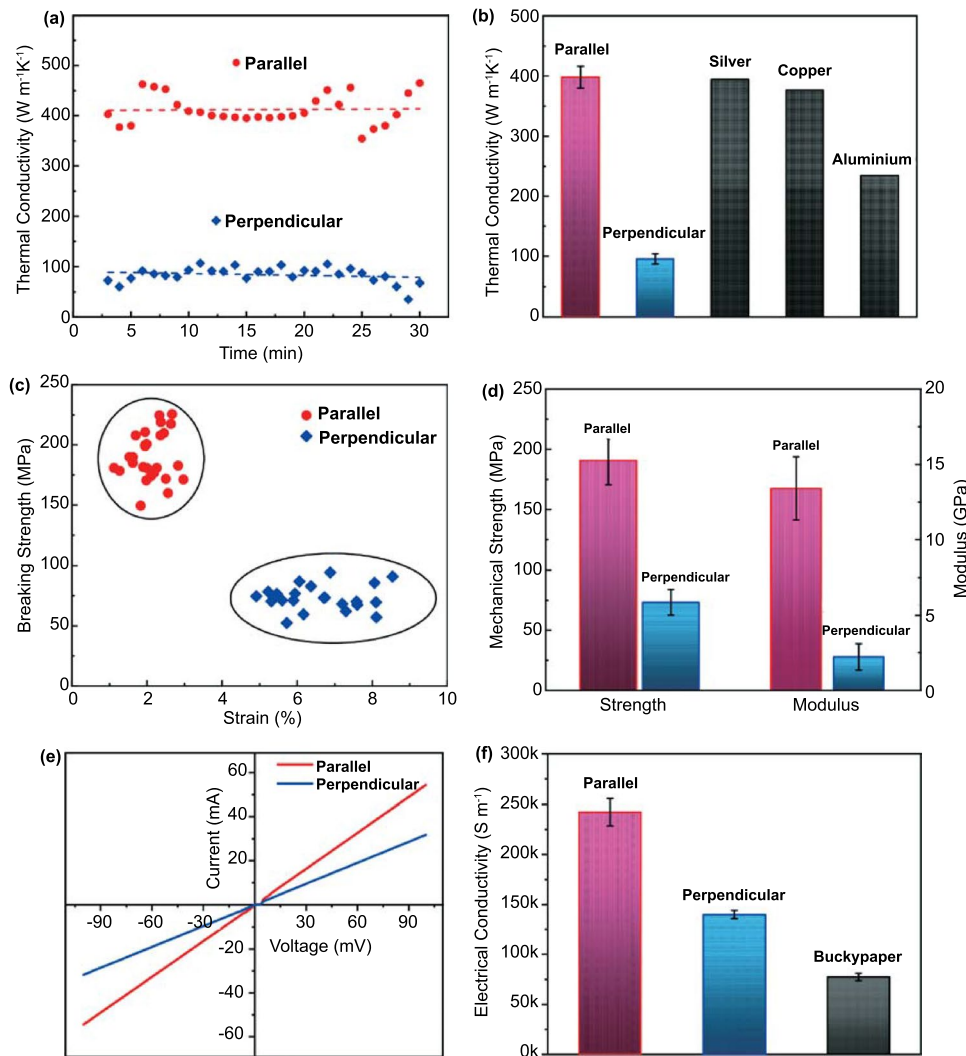 (a)
Thermal Conductivity (W m⁻¹K⁻¹)
500
400
300
200
100
0
Parallel
Perpendicular
0 5 10 15 20 25 30
Time (min)
(b)
Thermal Conductivity (W m⁻¹K⁻¹)
500
400
300
200
100
0
Parallel
Perpendicular
Silver
Copper
Aluminium
(c)
Breaking Strength (MPa)
250
200
150
100
50
0
Parallel
Perpendicular
0 2 4 6 8 10
Strain (%)
(d)
Mechanical Strength (MPa)
250
200
150
100
50
0
Parallel
Perpendicular
Parallel
Perpendicular
Strength Modulus
20
15
10
5
0
Modulus (GPa)
(e)
Parallel
Perpendicular
Current (mA)
60
40
20
-90 -60 -30 30 60 90
Voltage (mV)
-20
-40
-60
(f)
Electrical Conductivity (S m⁻¹)
300k
250k
200k
150k
100k
50k
0k
Parallel
Perpendicular
Buckypaper